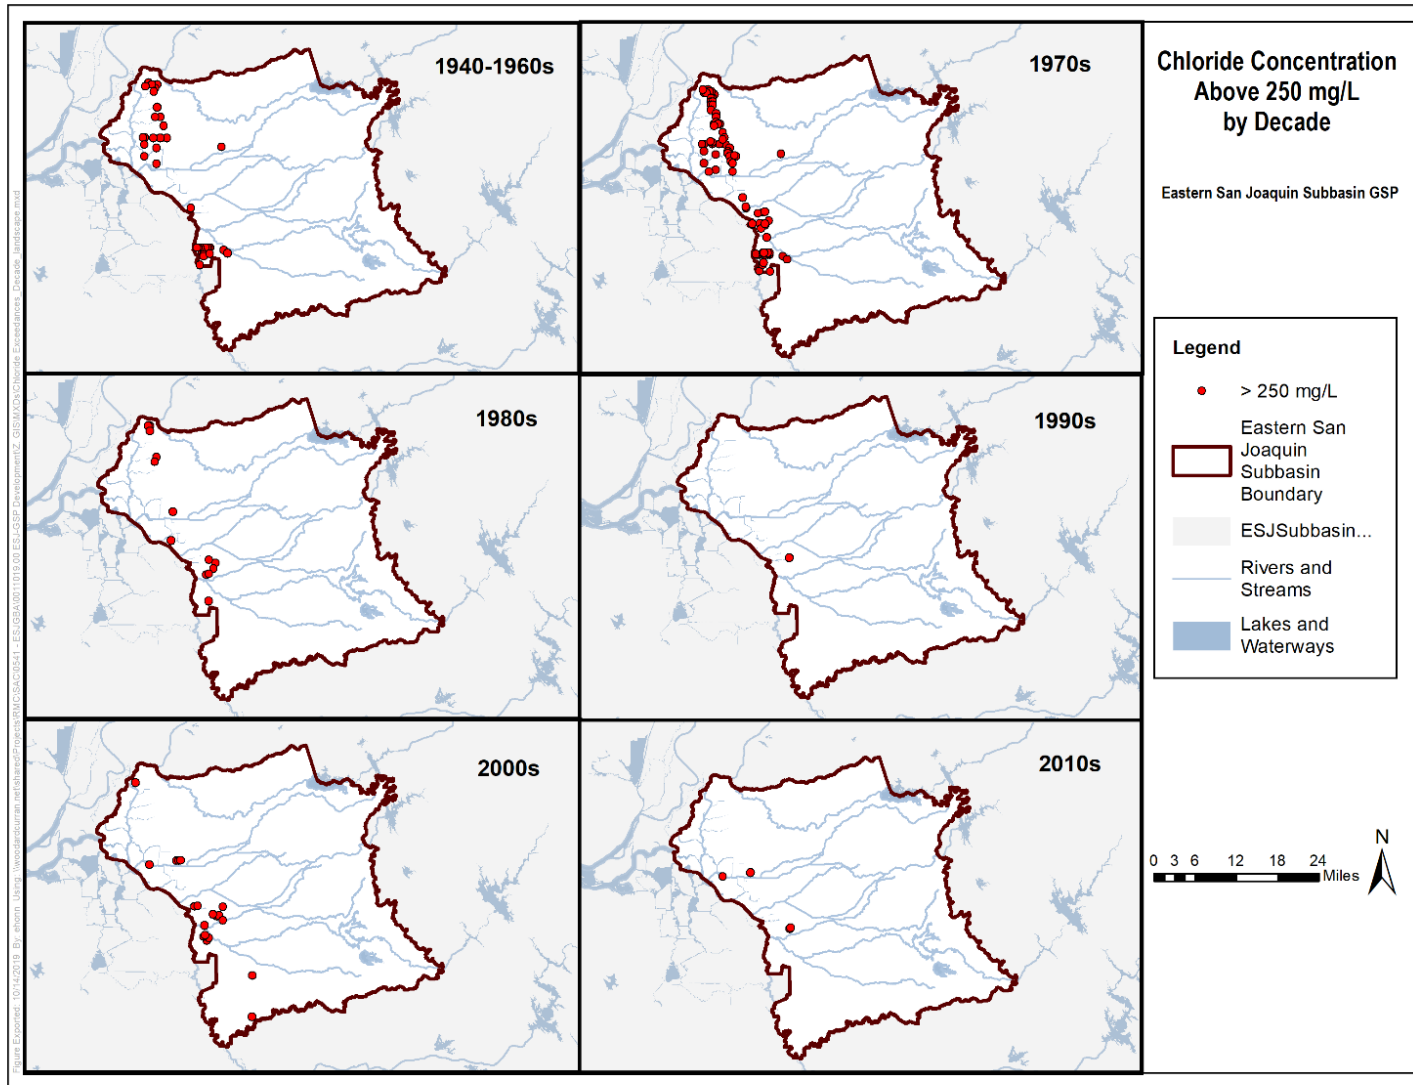 1940-1960s
1970s
1980s
1990s
2000s
2010s
Chloride Concentration
Above 250 mg/L
by Decade
Eastern San Joaquin Subbasin GSP
Legend
> 250 mg/L
Eastern San
Joaquin
Subbasin
Boundary
ESJSubbasin...
Rivers and
Streams
Lakes and
Waterways
N
0 3 6 12 18 24
Miles